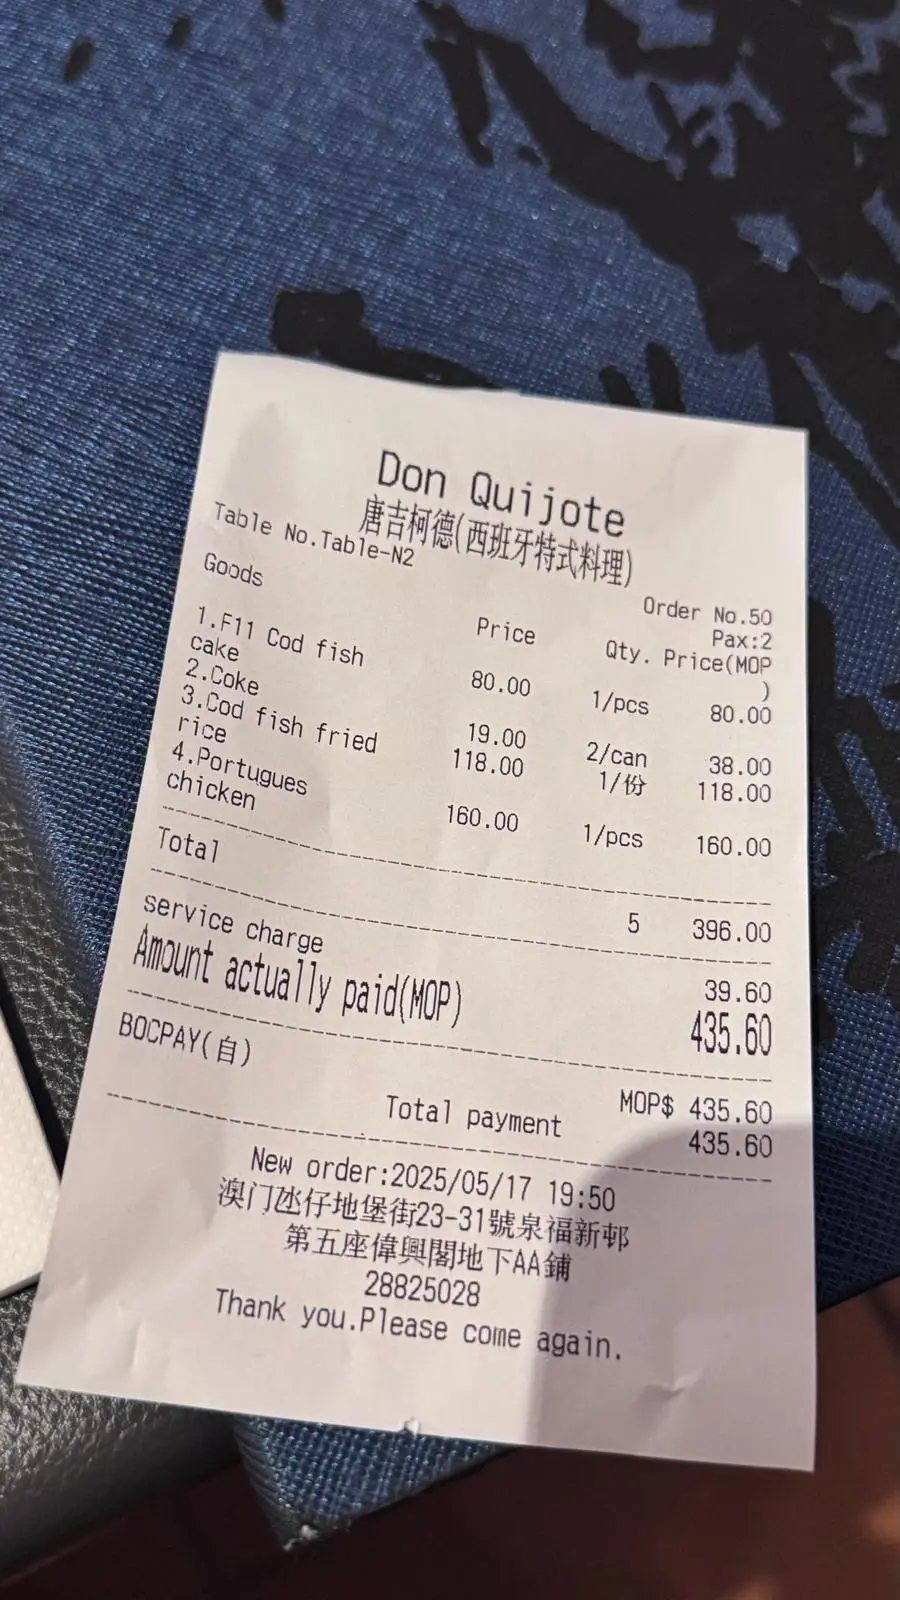 Don Quijote
唐吉柯德(西班牙特式料理)
Table No.Table-N2
Order No.50
Pax:2
Goods Price Qty. Price(MOP
)
1.F11 Cod fish
cake 80.00 1/pcs 80.00
2.Coke 19.00 2/can 38.00
3.Cod fish fried
rice 118.00 1/份 118.00
4.Portugues
chicken 160.00 1/pcs 160.00
Total 5 396.00
service charge 39.60
Amount actually paid(MOP) 435.60
BOCPAY(自) MOP$ 435.60
Total payment 435.60
New order:2025/05/17 19:50
澳门氹仔地堡街23-31號泉福新邨
第五座偉興閣地下AA鋪
28825028
Thank you.Please come again.